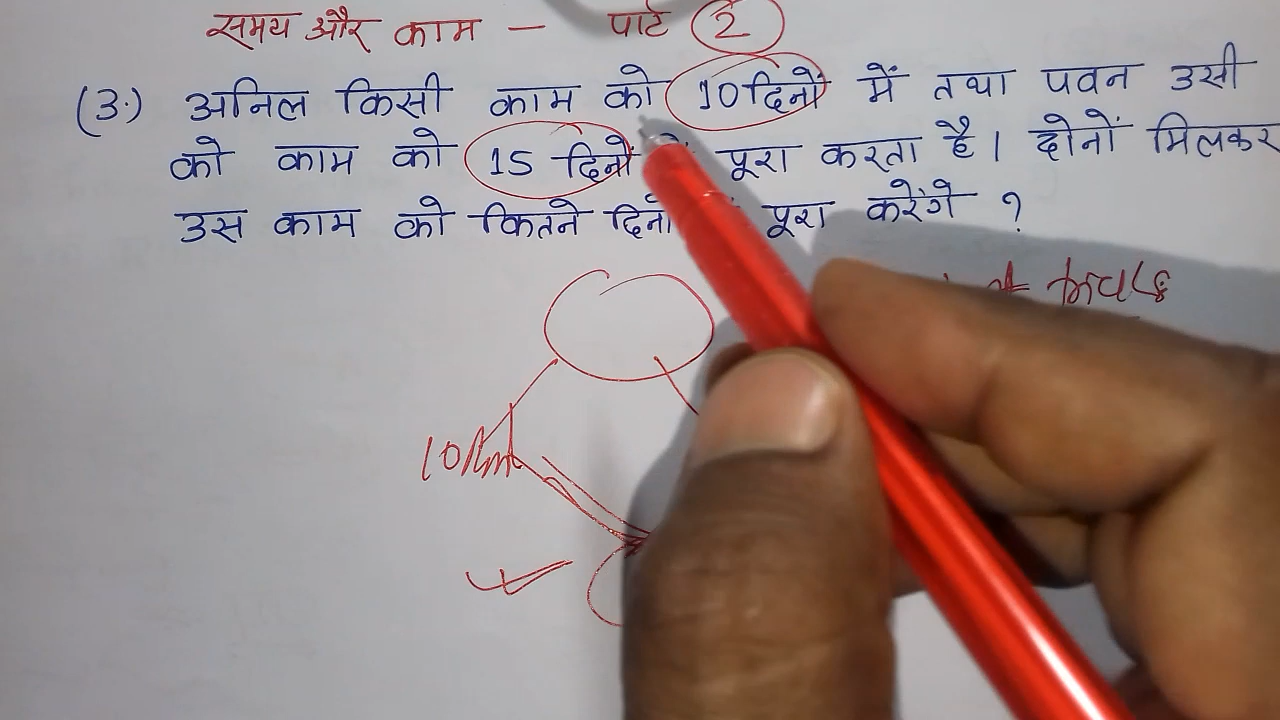 समय और काम — पार्ट 2
(3.) अनिल किसी काम को 10 दिनों में तथा पवन उसी
को काम को 15 दिनों पूरा करता है। दोनों मिलकर
उस काम को कितने दिनों पूरा करेंगे ?
10